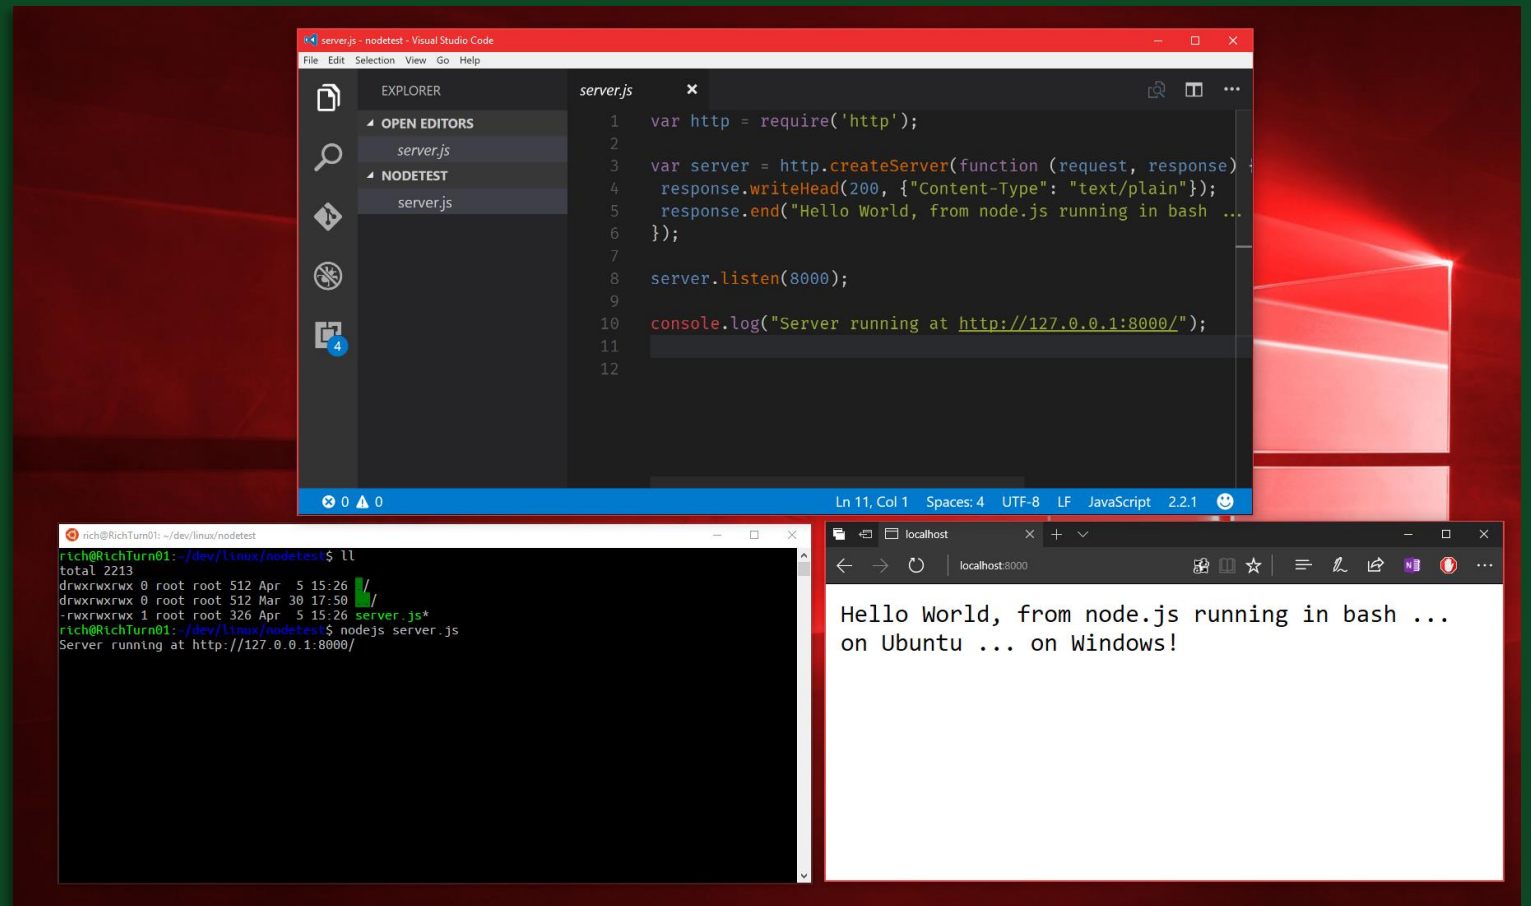 server.js - nodetest - Visual Studio Code
File Edit Selection View Go Help
EXPLORER
OPEN EDITORS
server.js
NODETEST
server.js
4
server.js
1 var http = require('http');
2
3 var server = http.createServer(function (request, response) {
4 response.writeHead(200, {"Content-Type": "text/plain"});
5 response.end("Hello World, from node.js running in bash ...
6 });
7
8 server.listen(8000);
9
10 console.log("Server running at http://127.0.0.1:8000/");
11
12
0 0 Ln 11, Col 1 Spaces: 4 UTF-8 LF JavaScript 2.2.1
rich@RichTurn01: ~/dev/linux/nodetest
rich@RichTurn01:~/dev/linux/nodetest$ ll
total 2213
drwxrwxrwx 0 root root 512 Apr 5 15:26 /
drwxrwxrwx 0 root root 512 Mar 30 17:50 /
-rwxrwxrwx 1 root root 326 Apr 5 15:26 server.js*
rich@RichTurn01:~/dev/linux/nodetest$ nodejs server.js
Server running at http://127.0.0.1:8000/
localhost
localhost:8000
Hello World, from node.js running in bash ...
on Ubuntu ... on Windows!